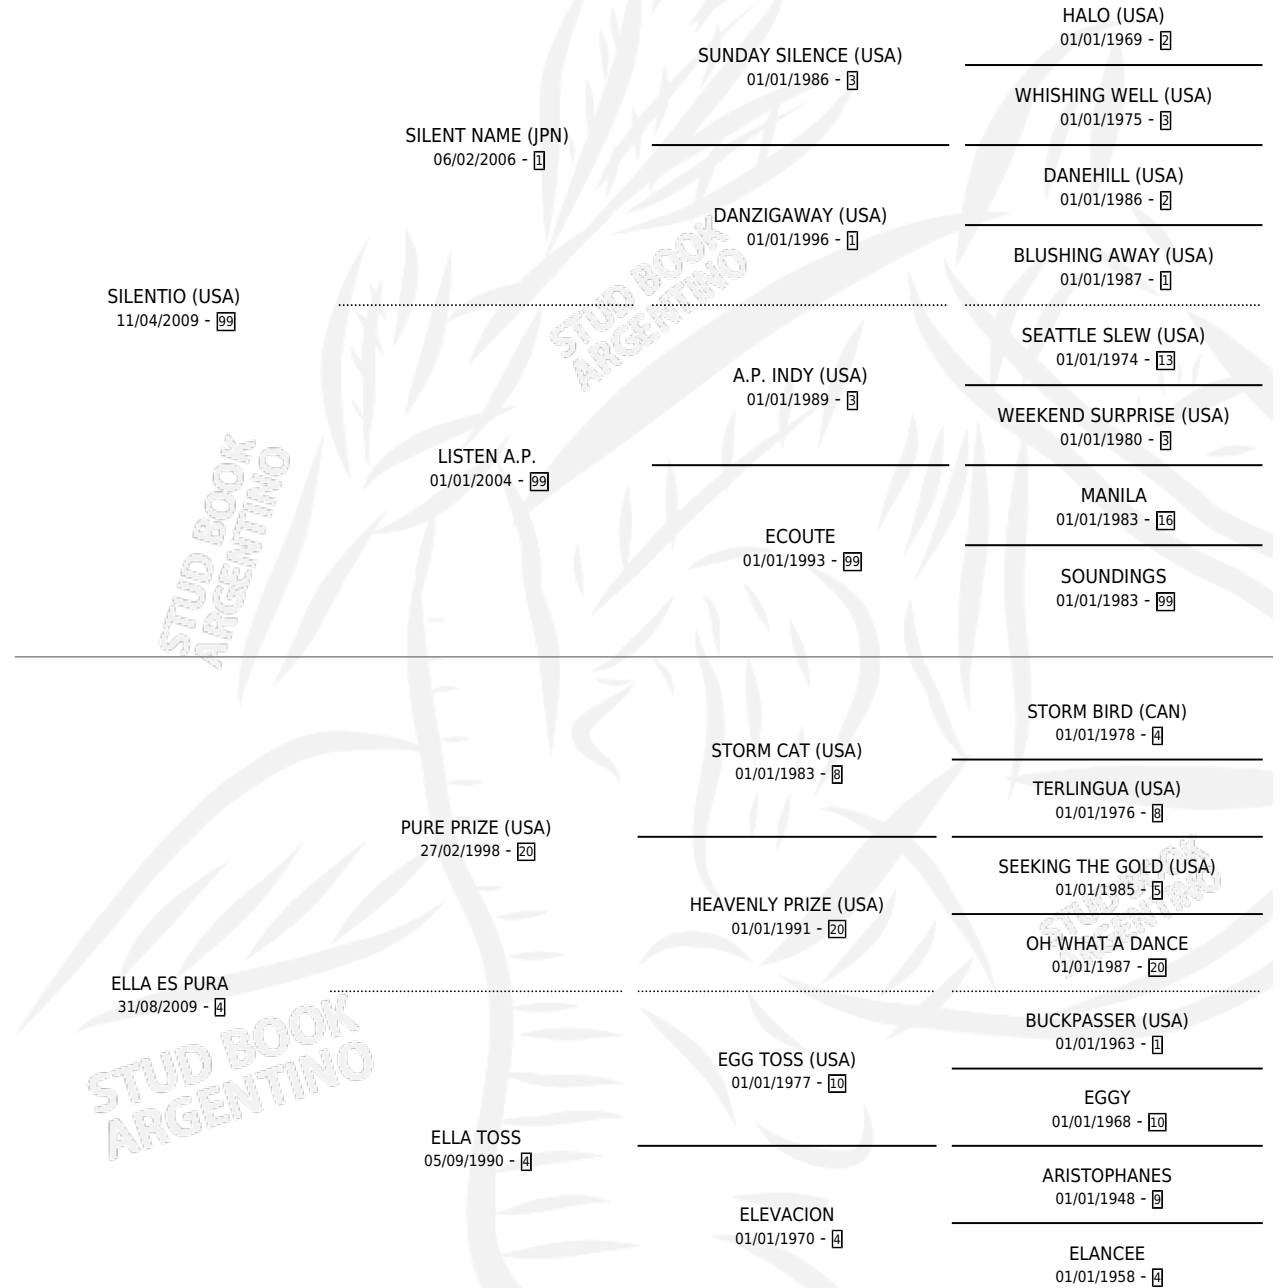 HALO (USA)
01/01/1969 - 2
SUNDAY SILENCE (USA)
01/01/1986 - 3
WHISHING WELL (USA)
01/01/1975 - 3
SILENT NAME (JPN)
06/02/2006 - 1
DANEHILL (USA)
01/01/1986 - 2
DANZIGAWAY (USA)
01/01/1996 - 1
BLUSHING AWAY (USA)
01/01/1987 - 1
SILENTIO (USA)
11/04/2009 - 99
SEATTLE SLEW (USA)
01/01/1974 - 13
A.P. INDY (USA)
01/01/1989 - 3
WEEKEND SURPRISE (USA)
01/01/1980 - 3
LISTEN A.P.
01/01/2004 - 99
MANILA
01/01/1983 - 16
ECOUTE
01/01/1993 - 99
SOUNDINGS
01/01/1983 - 99
STUD BOOK
ARGENTINO
STUD BOOK
ARGENTINO
STORM BIRD (CAN)
01/01/1978 - 4
STORM CAT (USA)
01/01/1983 - 8
TERLINGUA (USA)
01/01/1976 - 8
PURE PRIZE (USA)
27/02/1998 - 20
SEEKING THE GOLD (USA)
01/01/1985 - 5
HEAVENLY PRIZE (USA)
01/01/1991 - 20
OH WHAT A DANCE
01/01/1987 - 20
ELLA ES PURA
31/08/2009 - 4
BUCKPASSER (USA)
01/01/1963 - 1
EGG TOSS (USA)
01/01/1977 - 10
EGGY
01/01/1968 - 10
ELLA TOSS
05/09/1990 - 4
ARISTOPHANES
01/01/1948 - 9
ELEVACION
01/01/1970 - 4
ELANCEE
01/01/1958 - 4
STUD BOOK
ARGENTINO
STUD BOOK
ARGENTINO